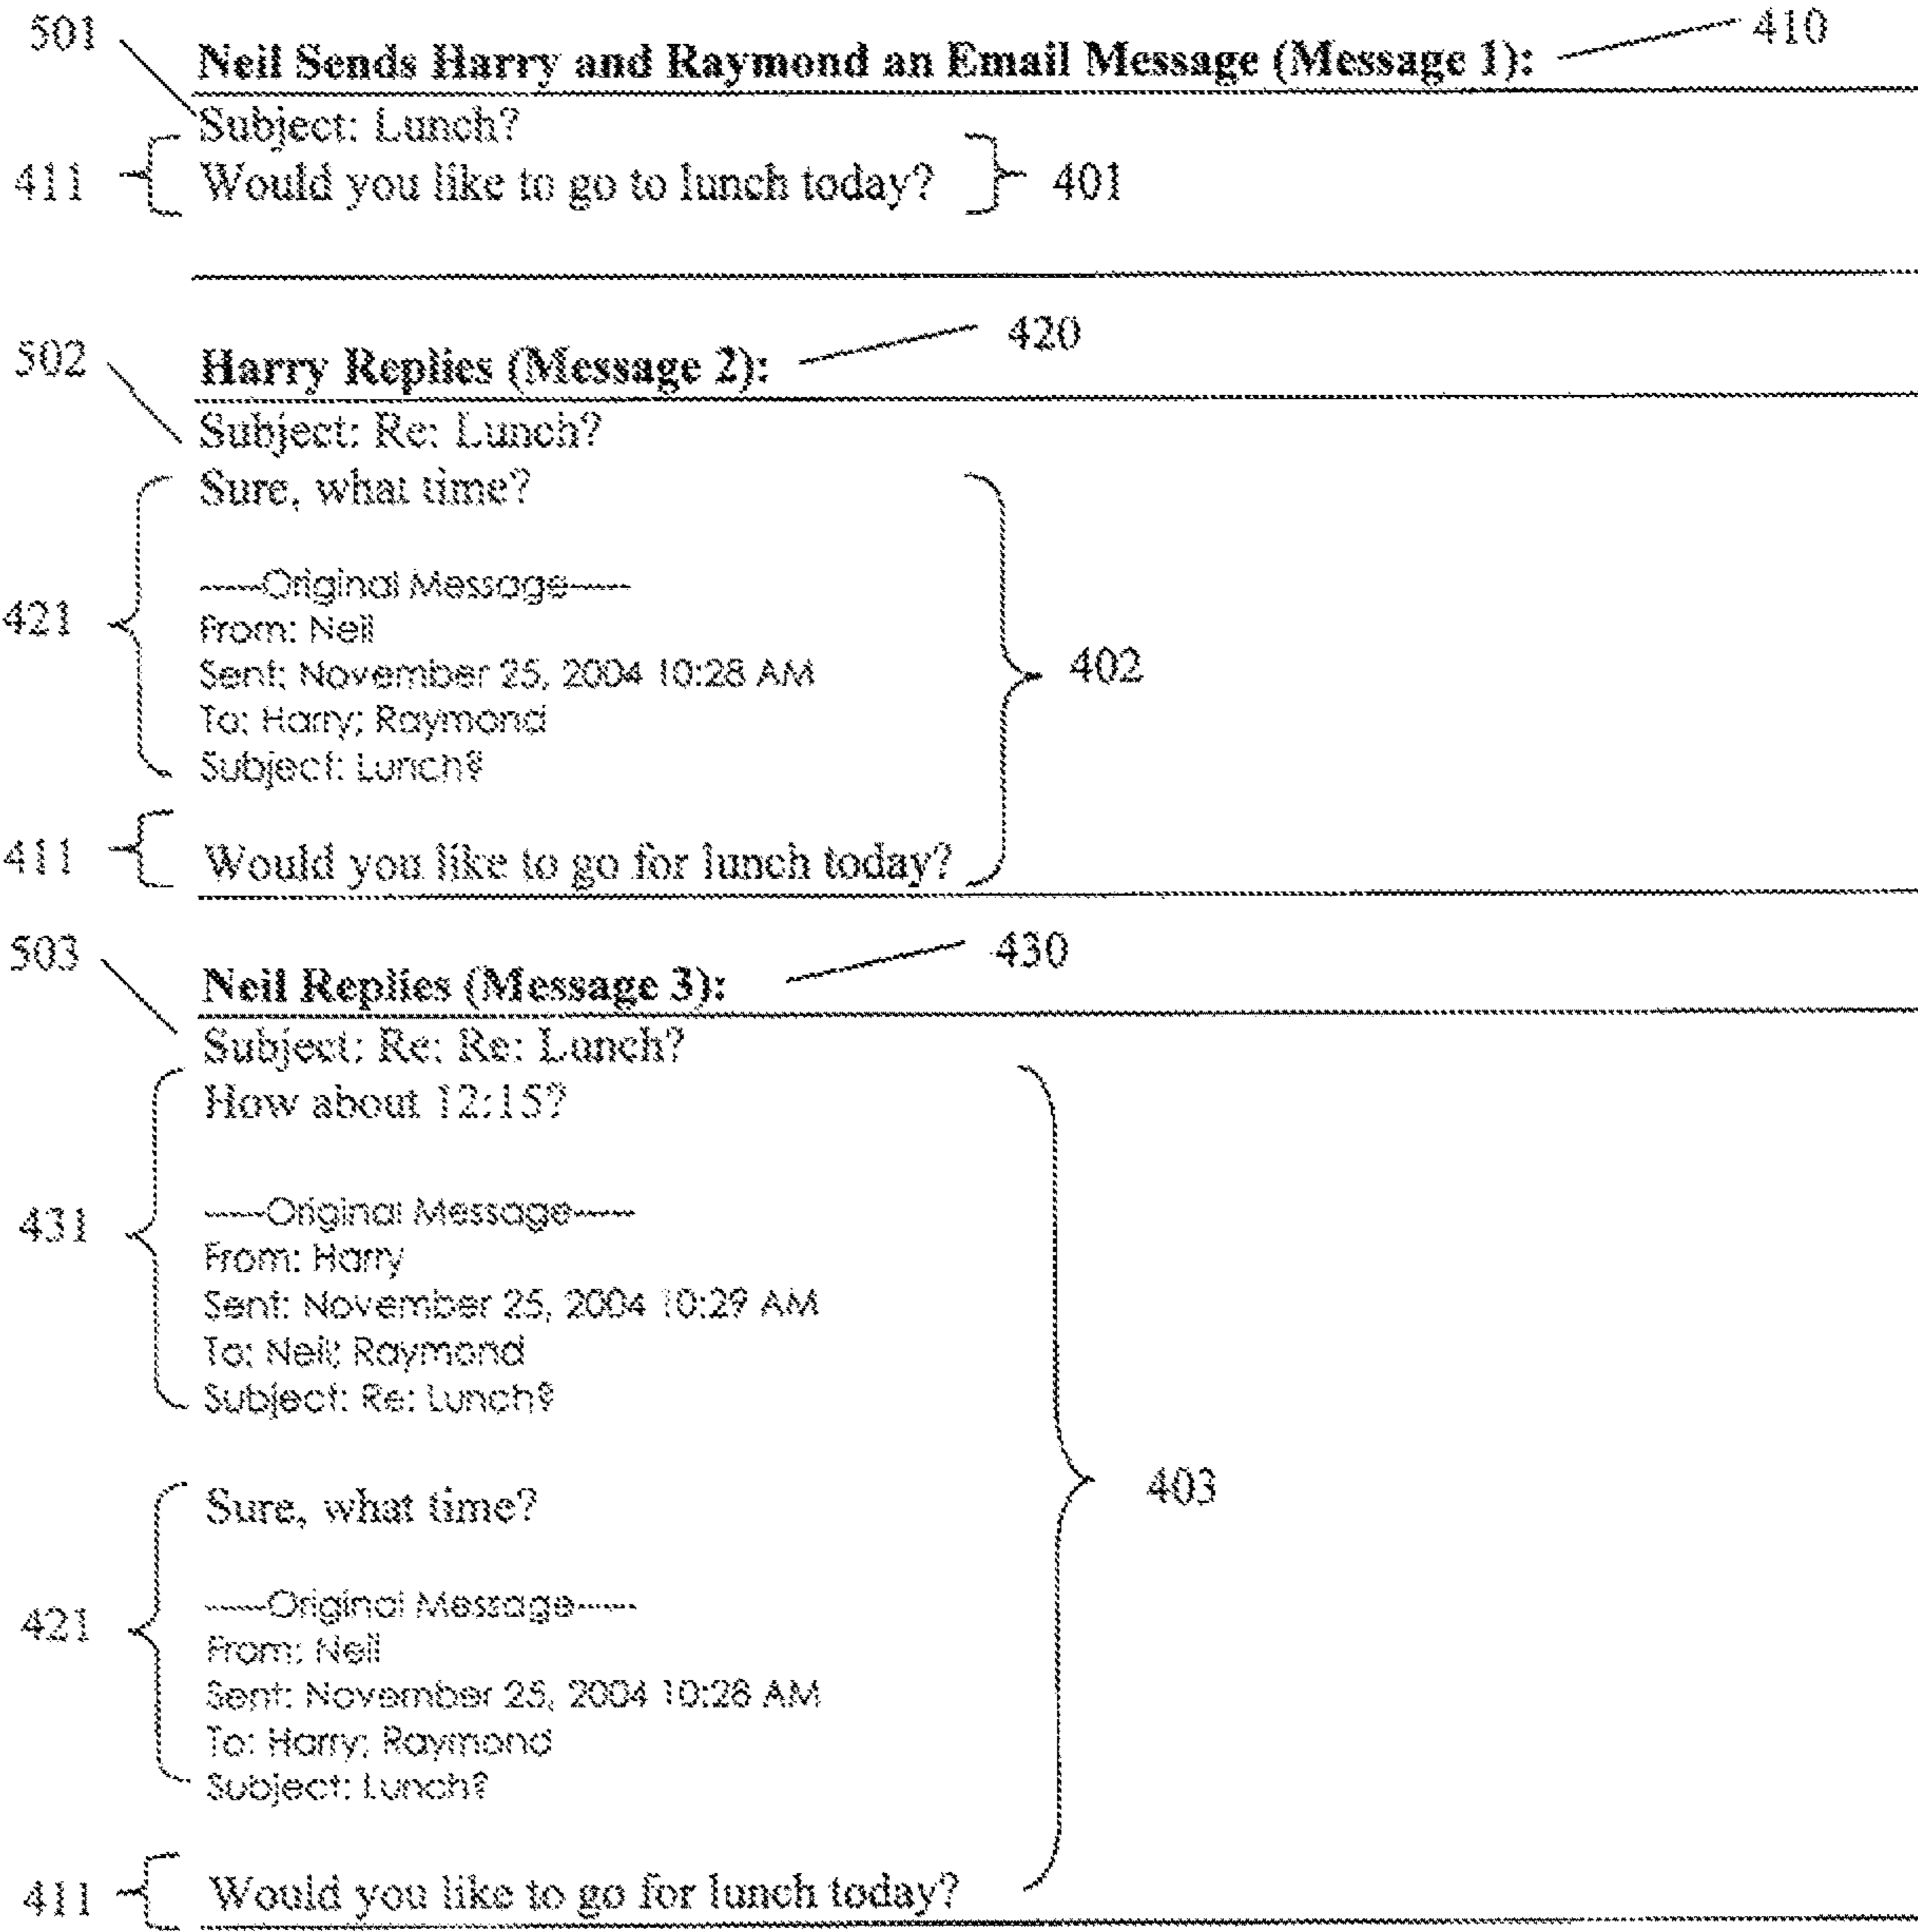 501 Neil Sends Harry and Raymond an Email Message (Message 1): 410
Subject: Lunch?
411 Would you like to go to lunch today? 401
502 Harry Replies (Message 2): 420
Subject: Re: Lunch?
Sure, what time?
-----Original Message-----
421 From: Neil
Sent: November 25, 2004 10:28 AM 402
To: Harry; Raymond
Subject: Lunch?
411 Would you like to go for lunch today?
503 Neil Replies (Message 3): 430
Subject: Re: Re: Lunch?
How about 12:15?
431 -----Original Message-----
From: Harry
Sent: November 25, 2004 10:29 AM
To: Neil; Raymond
Subject: Re: Lunch?
Sure, what time? 403
-----Original Message-----
421 From: Neil
Sent: November 25, 2004 10:28 AM
To: Harry; Raymond
Subject: Lunch?
411 Would you like to go for lunch today?